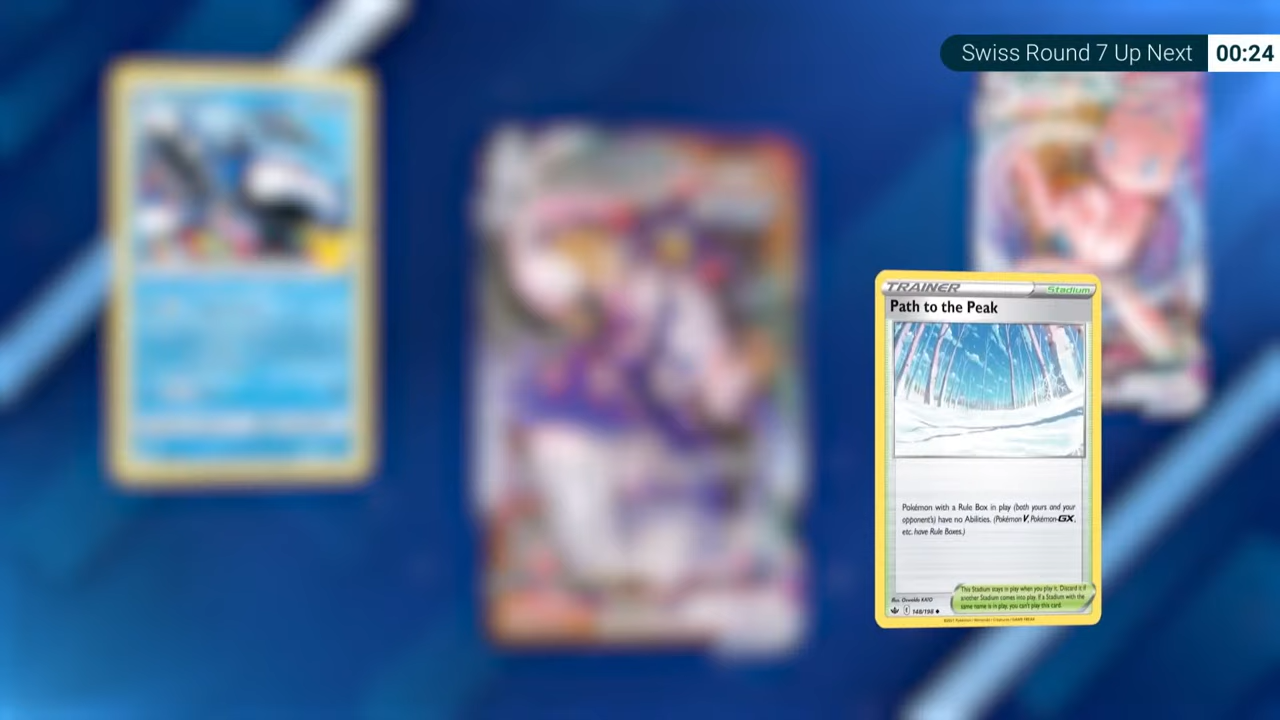 Swiss Round 7 Up Next 00:24
TRAINER Stadium
Path to the Peak
Pokémon with a Rule Box in play (both yours and your
opponent's) have no Abilities. (Pokémon V, Pokémon-GX,
etc. have Rule Boxes.)
This Stadium stays in play when you play it. Discard it if
another Stadium comes into play. If a Stadium with the
same name is in play, you can't play this card.
Illus. Oswaldo KATO
148/198